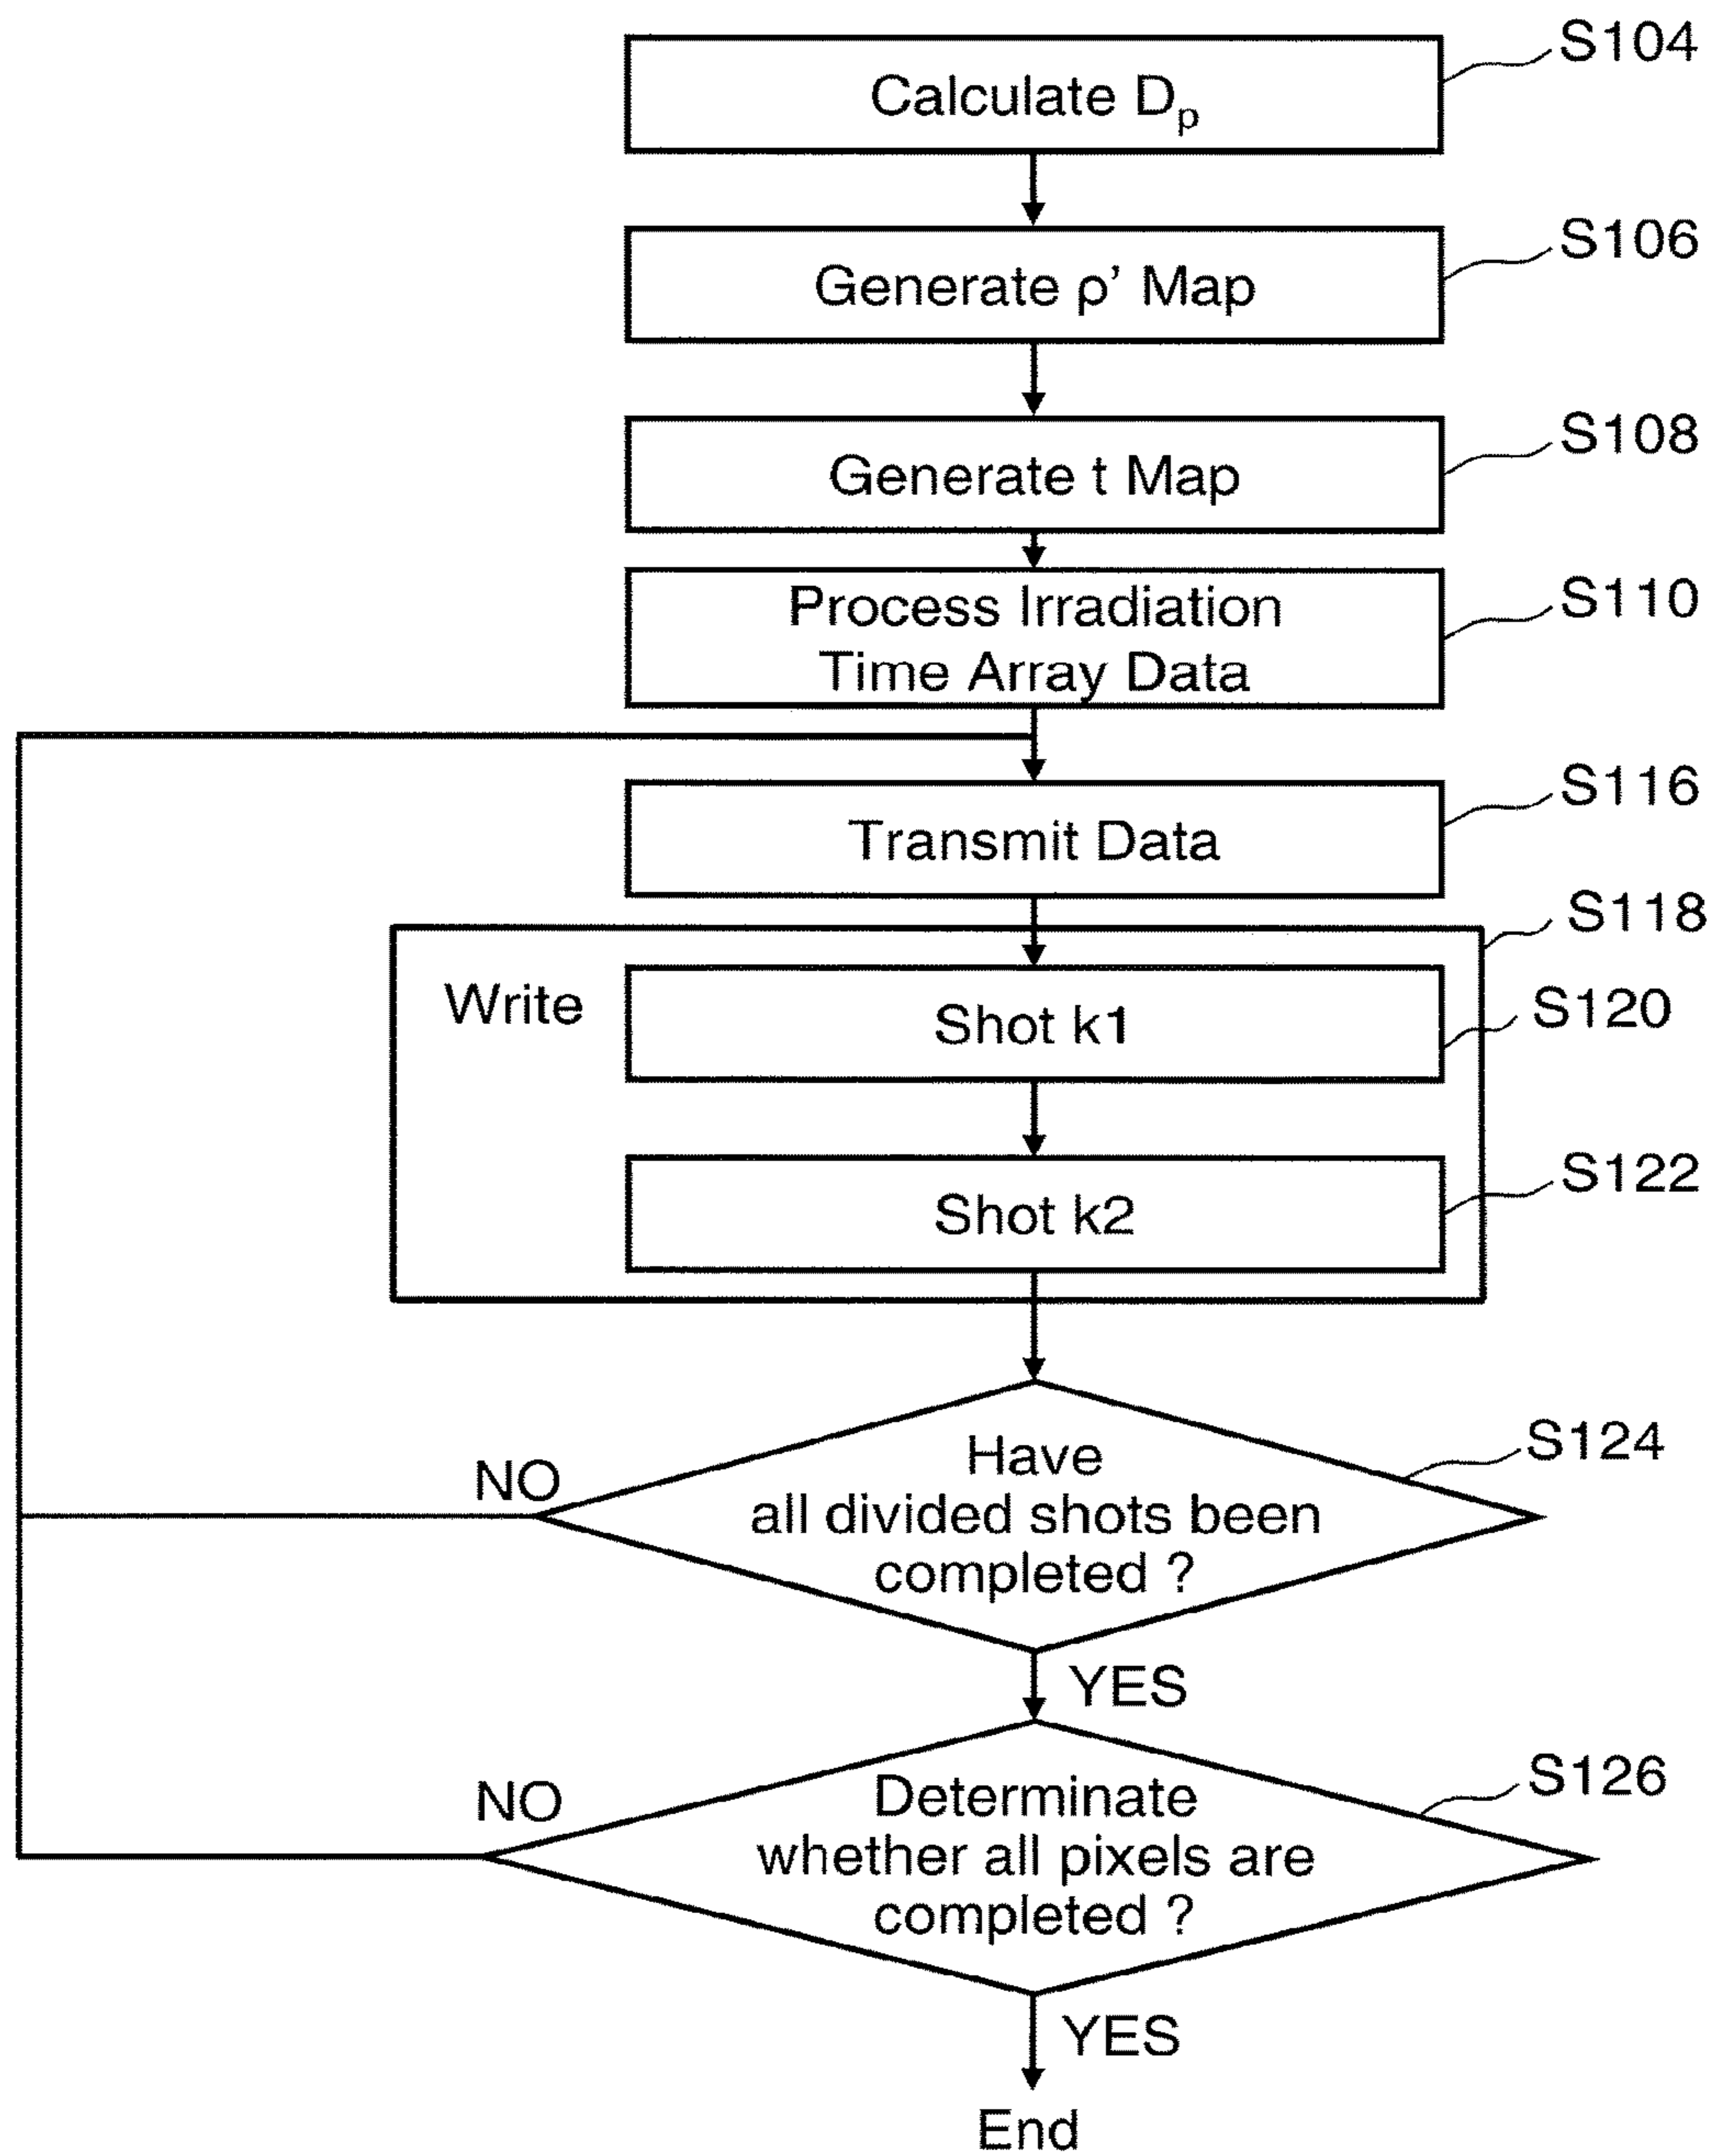 S104
Calculate Dp
S106
Generate ρ’ Map
S108
Generate t Map
S110
Process Irradiation
Time Array Data
S116
Transmit Data
S118
Write
S120
Shot k1
S122
Shot k2
S124
NO
Have
all divided shots been
completed ?
YES
S126
NO
Determinate
whether all pixels are
completed ?
YES
End